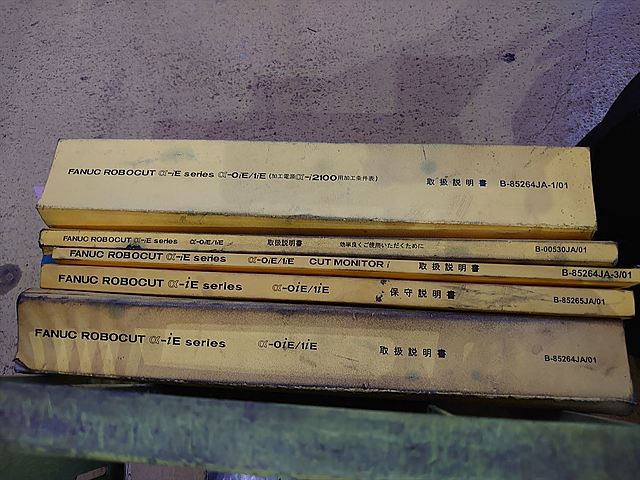 FANUC ROBOCUT α-iE series α-0iE/1iE (加工電源α-i2100用加工条件表) 取扱説明書 B-85264JA-1/01
FANUC ROBOCUT α-iE series α-0iE/1iE 取扱説明書 効率良くご使用いただくために B-00530JA/01
FANUC ROBOCUT α-iE series α-0iE/1iE CUT MONITOR i 取扱説明書 B-85264JA-3/01
FANUC ROBOCUT α-iE series α-0iE/1iE 保守説明書 B-85265JA/01
FANUC ROBOCUT α-iE series α-0iE/1iE 取扱説明書 B-85264JA/01